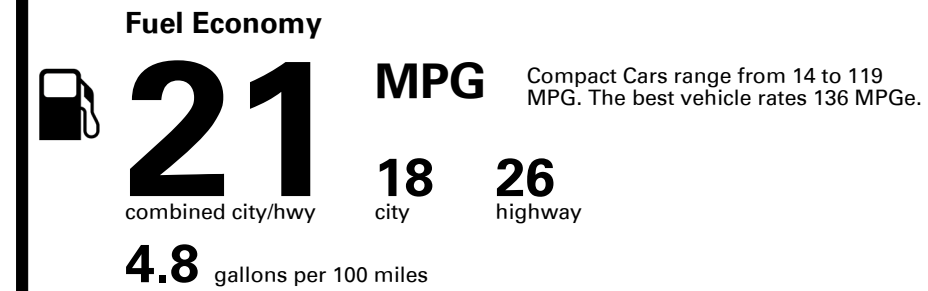 Fuel Economy
21 MPG
Compact Cars range from 14 to 119
MPG. The best vehicle rates 136 MPGe.
combined city/hwy
18
city
26
highway
4.8 gallons per 100 miles